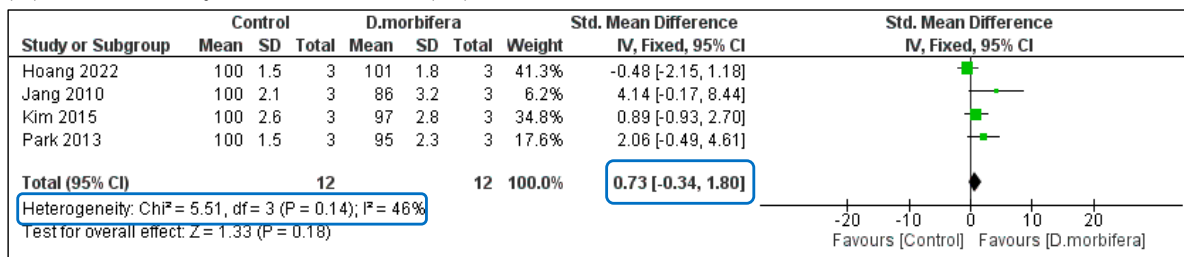 Control D.morbifera Std. Mean Difference Std. Mean Difference
Study or Subgroup Mean SD Total Mean SD Total Weight IV, Fixed, 95% CI IV, Fixed, 95% CI
Hoang 2022 100 1.5 3 101 1.8 3 41.3% -0.48 [-2.15, 1.18]
Jang 2010 100 2.1 3 86 3.2 3 6.2% 4.14 [-0.17, 8.44]
Kim 2015 100 2.6 3 97 2.8 3 34.8% 0.89 [-0.93, 2.70]
Park 2013 100 1.5 3 95 2.3 3 17.6% 2.06 [-0.49, 4.61]
Total (95% CI) 12 12 100.0% 0.73 [-0.34, 1.80]
Heterogeneity: Chi² = 5.51, df = 3 (P = 0.14); I² = 46%
Test for overall effect: Z = 1.33 (P = 0.18)
-20 -10 0 10 20
Favours [Control] Favours [D.morbifera]